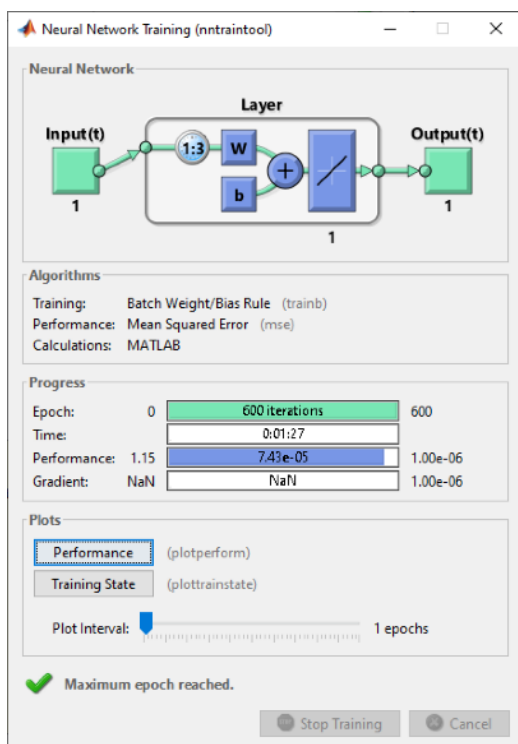 Neural Network Training (nntraintool)
Neural Network
Layer
Input(t)
Output(t)
1:3
W
b
+
1
1
1
Algorithms
Training: Batch Weight/Bias Rule (trainb)
Performance: Mean Squared Error (mse)
Calculations: MATLAB
Progress
Epoch: 0 600 iterations 600
Time: 0:01:27
Performance: 1.15 7.43e-05 1.00e-06
Gradient: NaN NaN 1.00e-06
Plots
Performance (plotperform)
Training State (plottrainstate)
Plot Interval: 1 epochs
Maximum epoch reached.
Stop Training Cancel